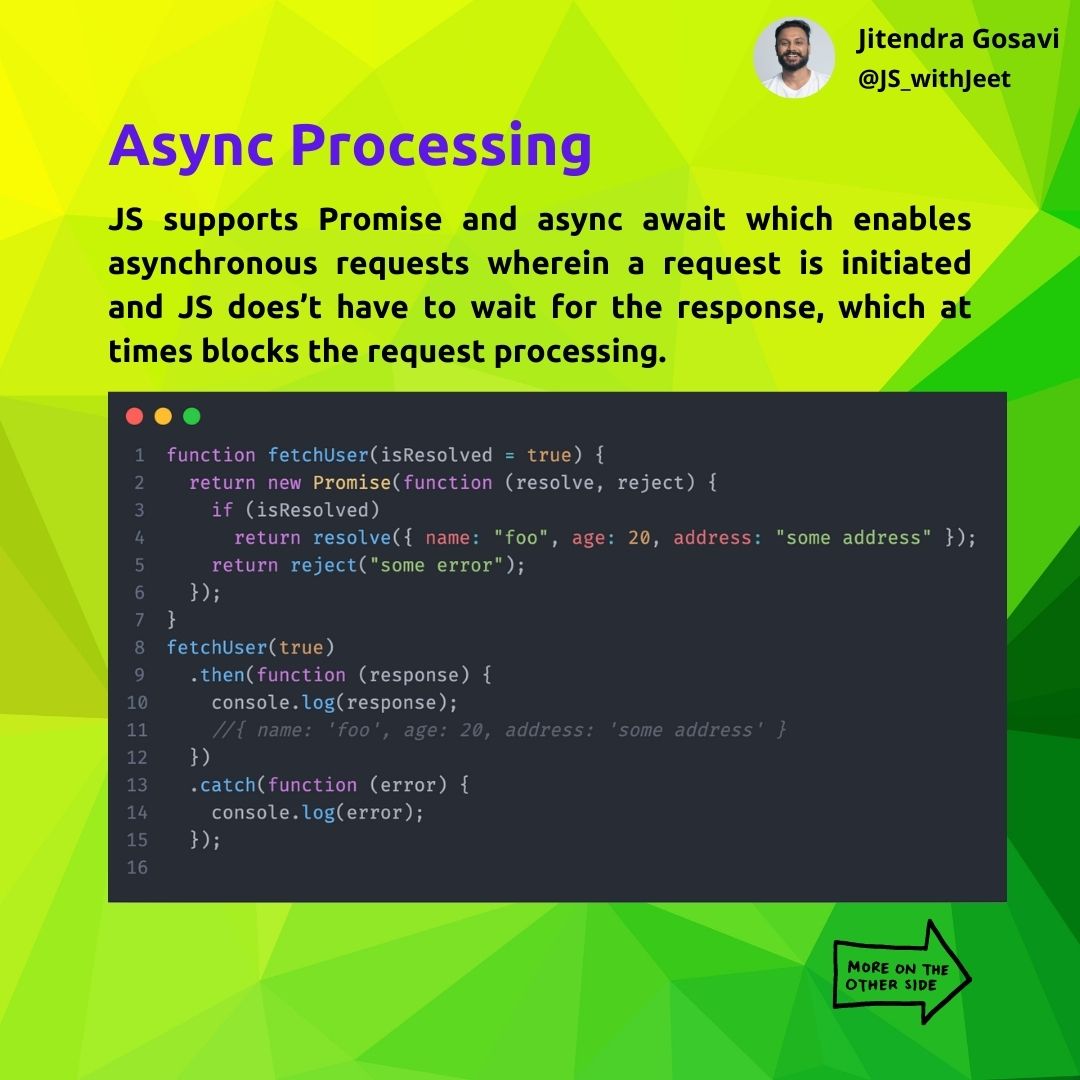 Jitendra Gosavi
@JS_withJeet
Async Processing
JS supports Promise and async await which enables
asynchronous requests wherein a request is initiated
and JS does’t have to wait for the response, which at
times blocks the request processing.
1 function fetchUser(isResolved = true) {
2   return new Promise(function (resolve, reject) {
3     if (isResolved)
4       return resolve({ name: "foo", age: 20, address: "some address" });
5     return reject("some error");
6   });
7 }
8 fetchUser(true)
9   .then(function (response) {
10     console.log(response);
11     //{ name: 'foo', age: 20, address: 'some address' }
12   })
13   .catch(function (error) {
14     console.log(error);
15   });
16
MORE ON THE
OTHER SIDE